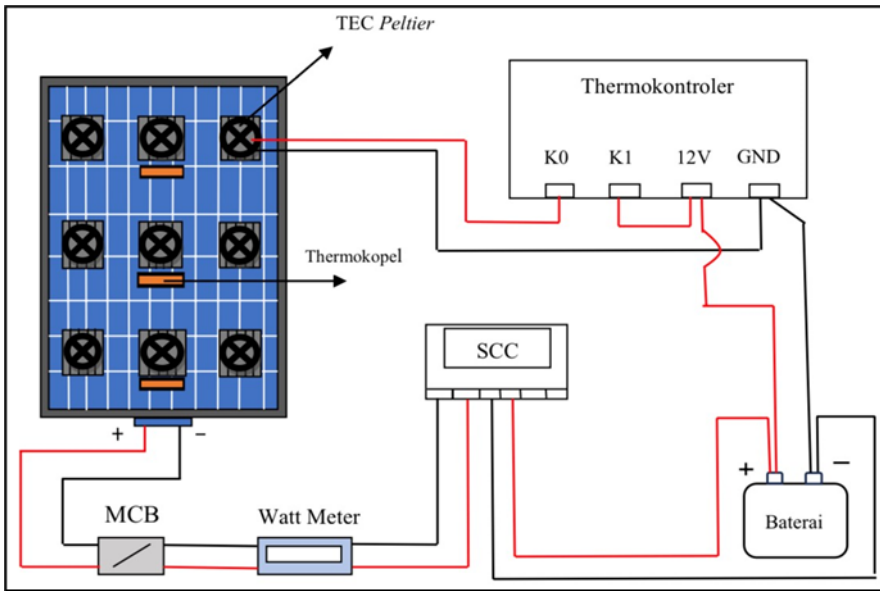 TEC Peltier
Thermokontroler
K0 K1 12V GND
Thermokopel
SCC
+ −
MCB
Watt Meter
+ −
Baterai